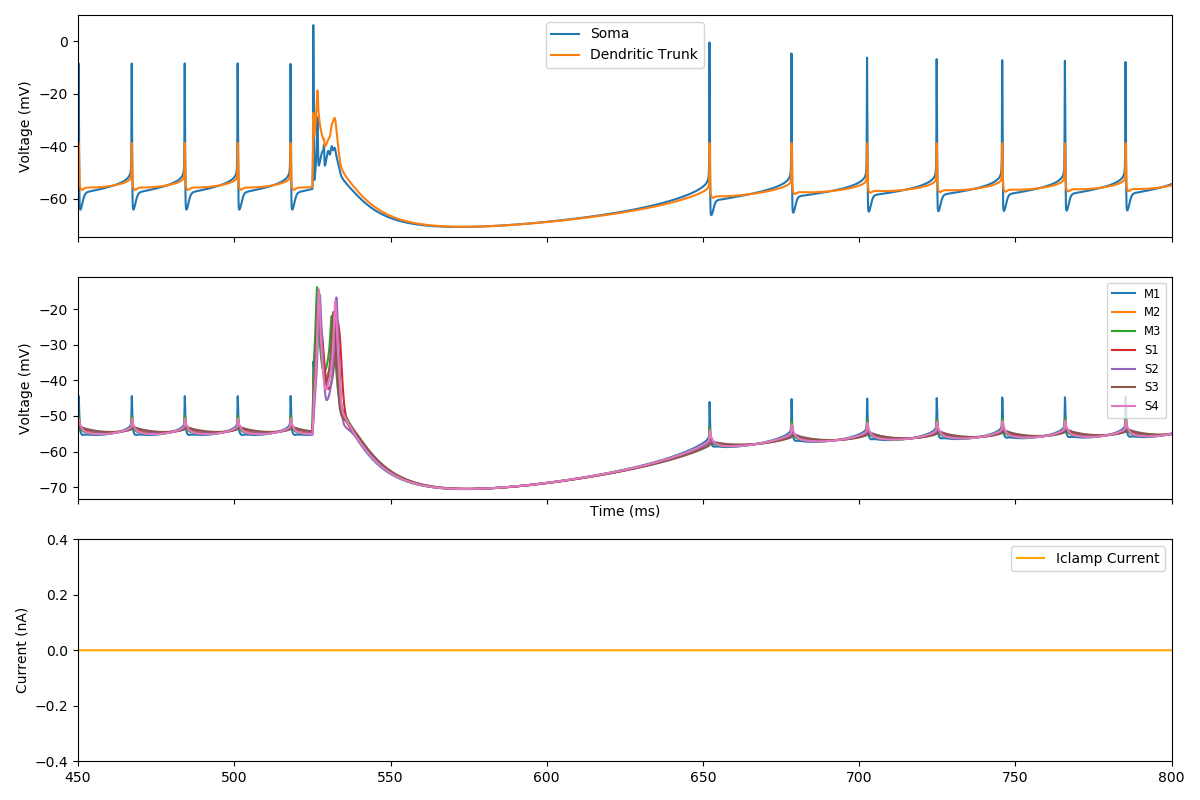 0
−20
−40
−60
Voltage (mV)
Soma
Dendritic Trunk
−20
−30
−40
−50
−60
−70
Voltage (mV)
M1
M2
M3
S1
S2
S3
S4
Time (ms)
0.4
0.2
0.0
−0.2
−0.4
Current (nA)
Iclamp Current
450 500 550 600 650 700 750 800